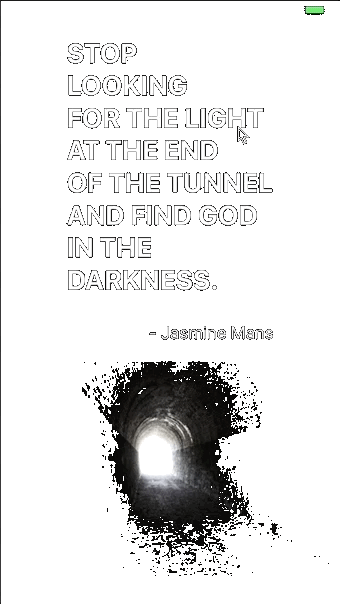 STOP
LOOKING
FOR THE LIGHT
AT THE END
OF THE TUNNEL
AND FIND GOD
IN THE
DARKNESS.
- Jasmine Mans